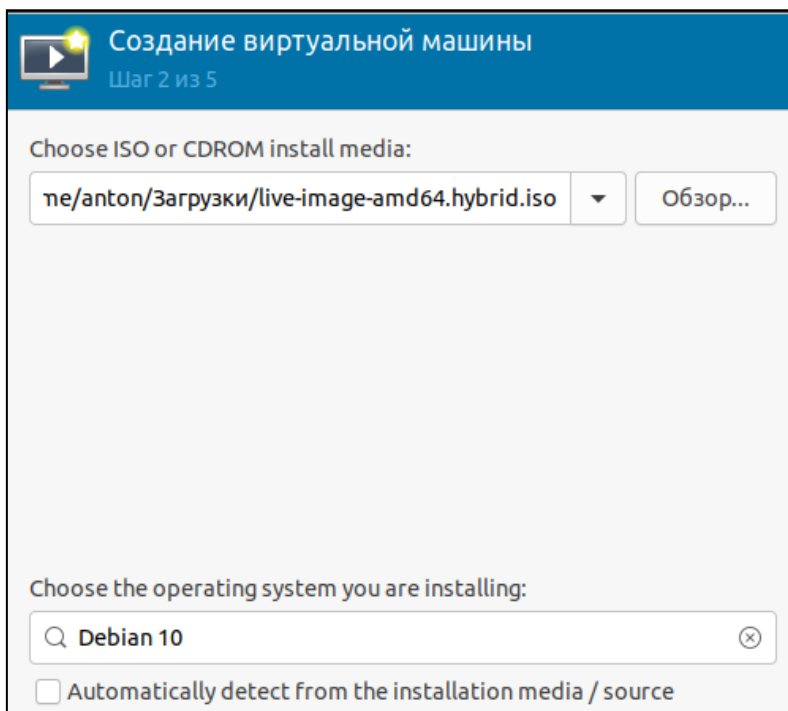 Создание виртуальной машины
Шаг 2 из 5
Choose ISO or CDROM install media:
me/anton/Загрузки/live-image-amd64.hybrid.iso Обзор...
Choose the operating system you are installing:
Debian 10
Automatically detect from the installation media / source